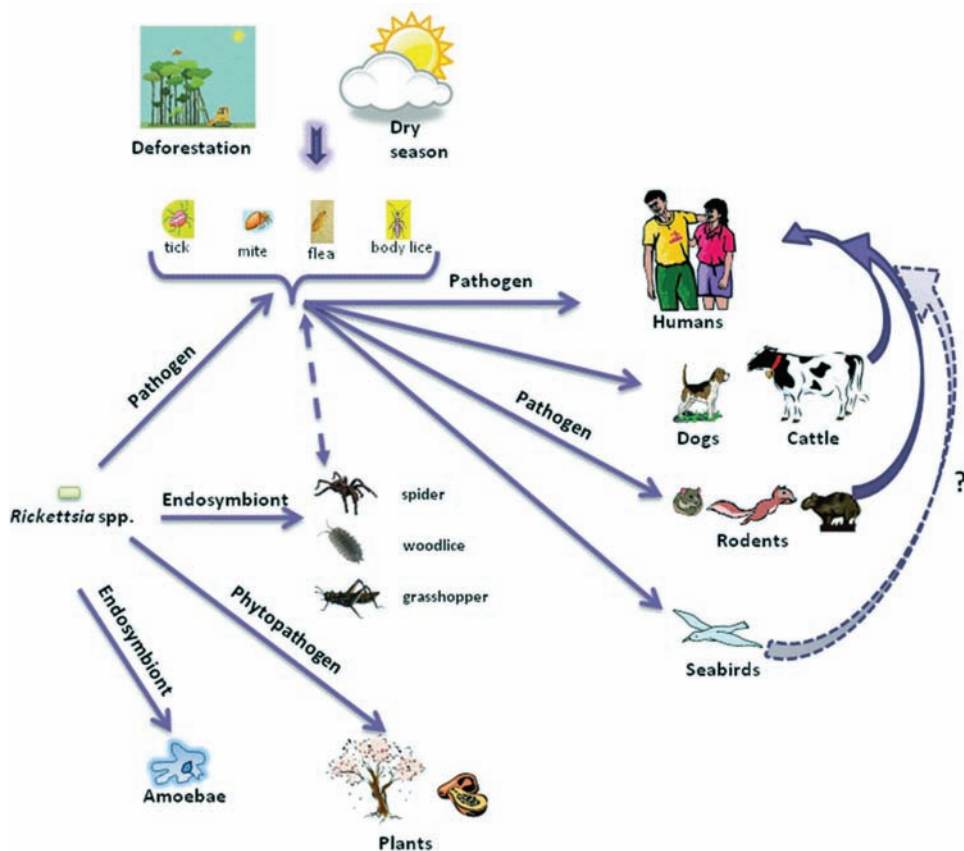 Deforestation
Dry
season
tick
mite
flea
body lice
Pathogen
Humans
Pathogen
Dogs
Cattle
Pathogen
Rickettsia spp.
Endosymbiont
spider
woodlice
grasshopper
Rodents
?
Endosymbiont
Phytopathogen
Seabirds
Amoebae
Plants